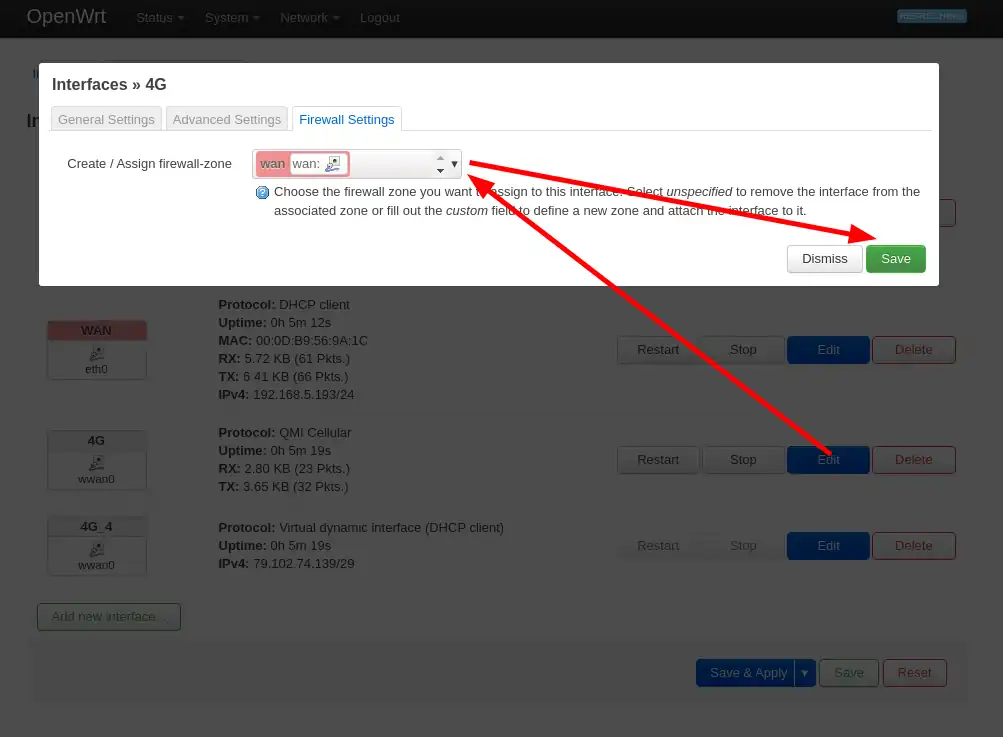 OpenWrt Status System Network Logout
Interfaces » 4G
General Settings Advanced Settings Firewall Settings
Create / Assign firewall-zone wan wan:
Choose the firewall zone you want to assign to this interface. Select unspecified to remove the interface from the
associated zone or fill out the custom field to define a new zone and attach the interface to it.
Dismiss Save
Protocol: DHCP client
Uptime: 0h 5m 12s
WAN
MAC: 00:0D:B9:56:9A:1C
RX: 5.72 KB (61 Pkts.)
Restart Stop Edit Delete
eth0
TX: 6.41 KB (66 Pkts.)
IPv4: 192.168.5.193/24
Protocol: QMI Cellular
4G
Uptime: 0h 5m 19s
Restart Stop Edit Delete
RX: 2.80 KB (23 Pkts.)
wwan0
TX: 3.65 KB (32 Pkts.)
4G_4
Protocol: Virtual dynamic interface (DHCP client)
Uptime: 0h 5m 19s
Restart Stop Edit Delete
wwan0
IPv4: 79.102.74.139/29
Add new interface...
Save & Apply Save Reset